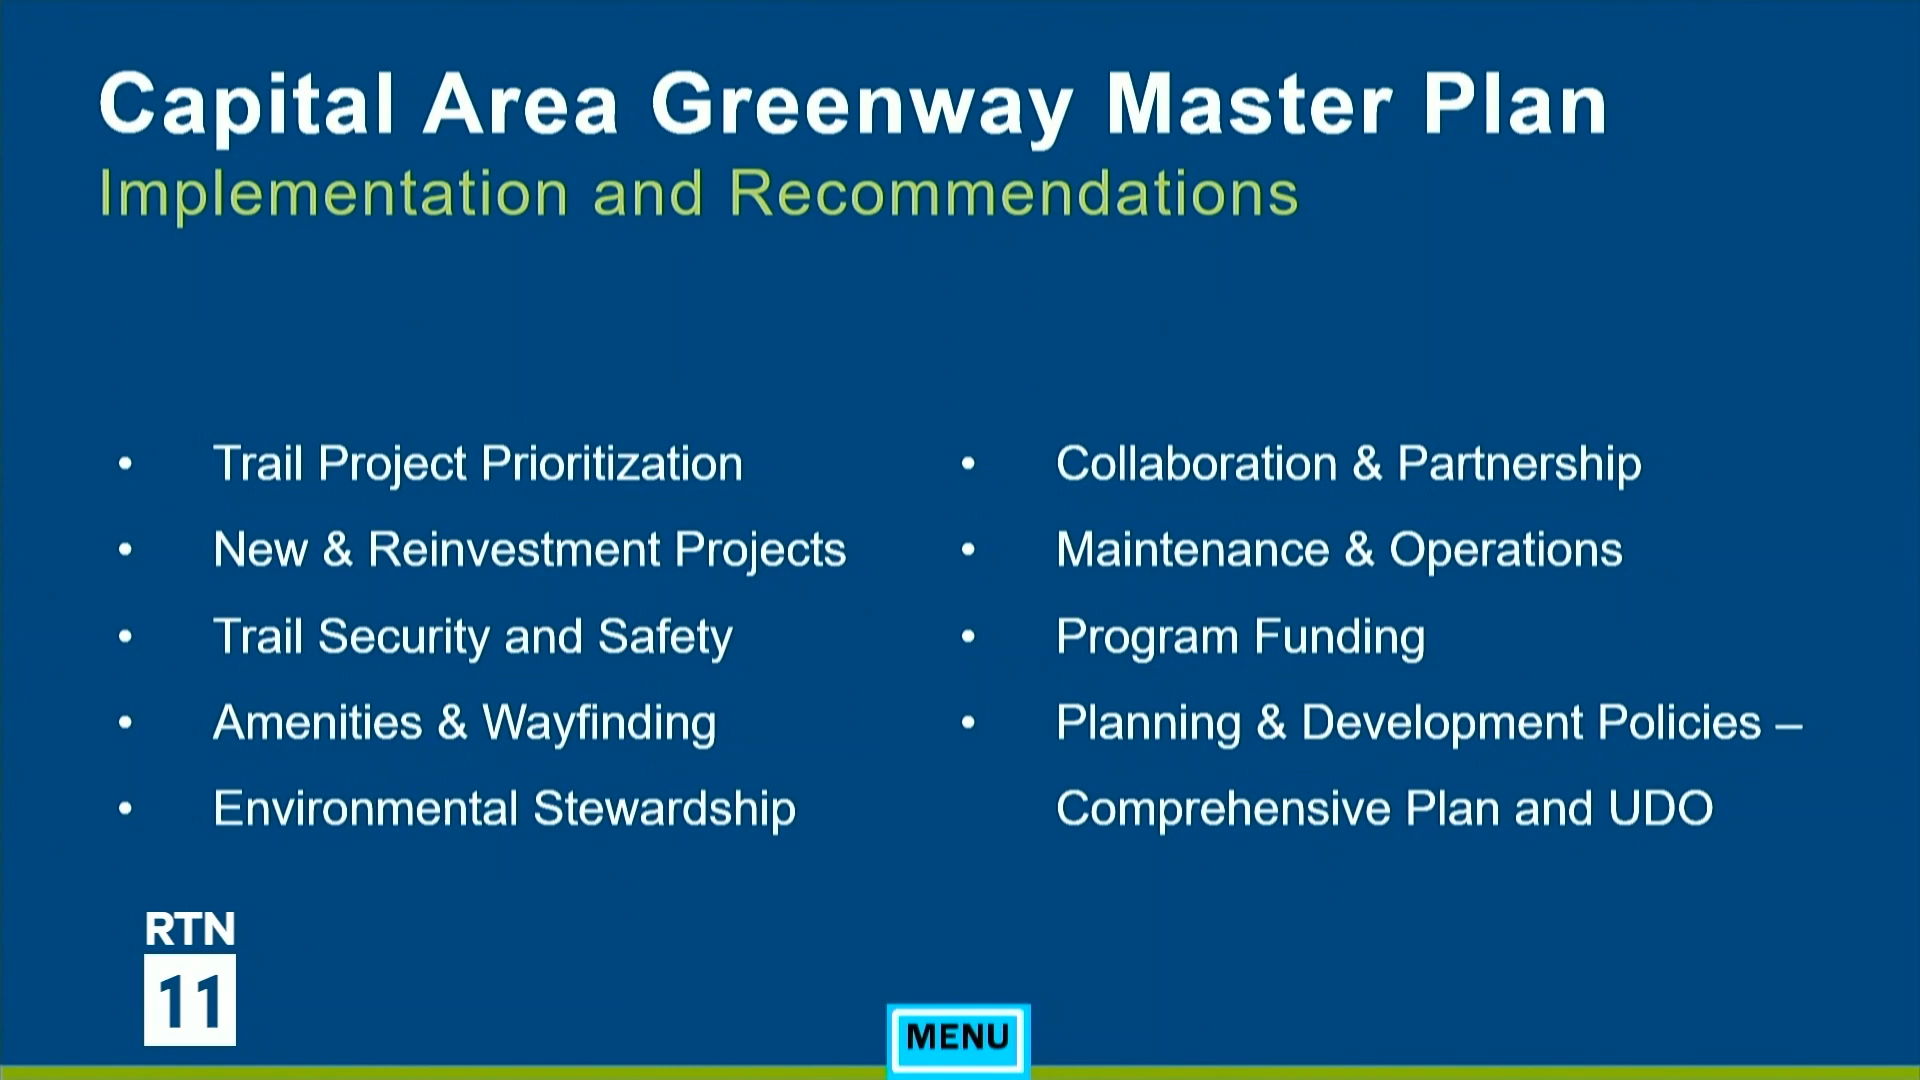 Capital Area Greenway Master Plan
Implementation and Recommendations
• Trail Project Prioritization
• New & Reinvestment Projects
• Trail Security and Safety
• Amenities & Wayfinding
• Environmental Stewardship
• Collaboration & Partnership
• Maintenance & Operations
• Program Funding
• Planning & Development Policies –
Comprehensive Plan and UDO
RTN
11
MENU